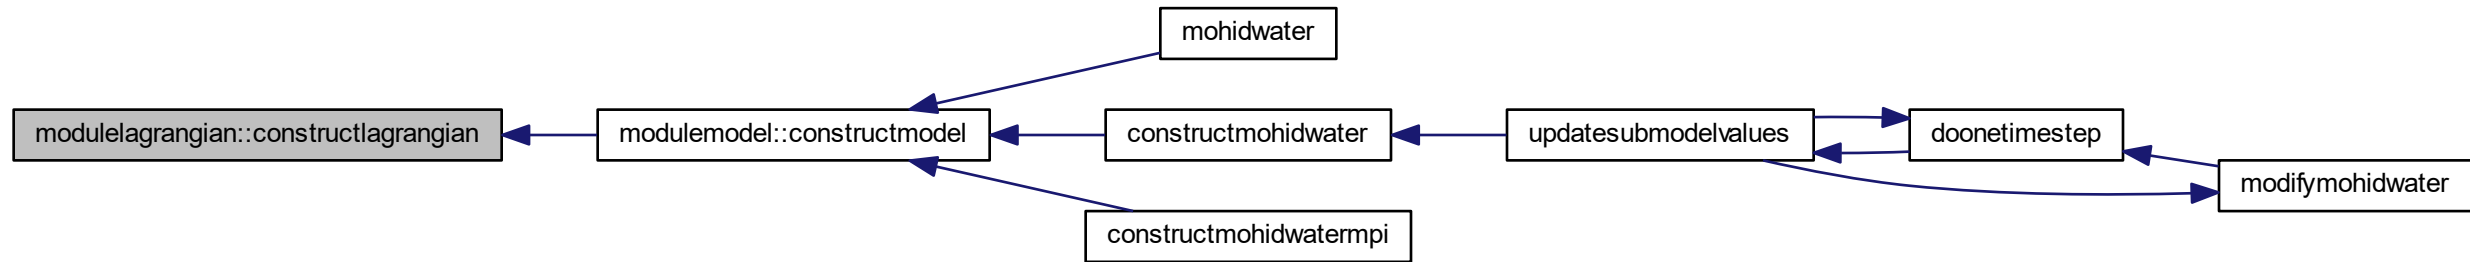 mohidwater
modulelagrangian::constructlagrangian
modulemodel::constructmodel
constructmohidwater
updatesubmodelvalues
doonetimestep
modifymohidwater
constructmohidwatermpi